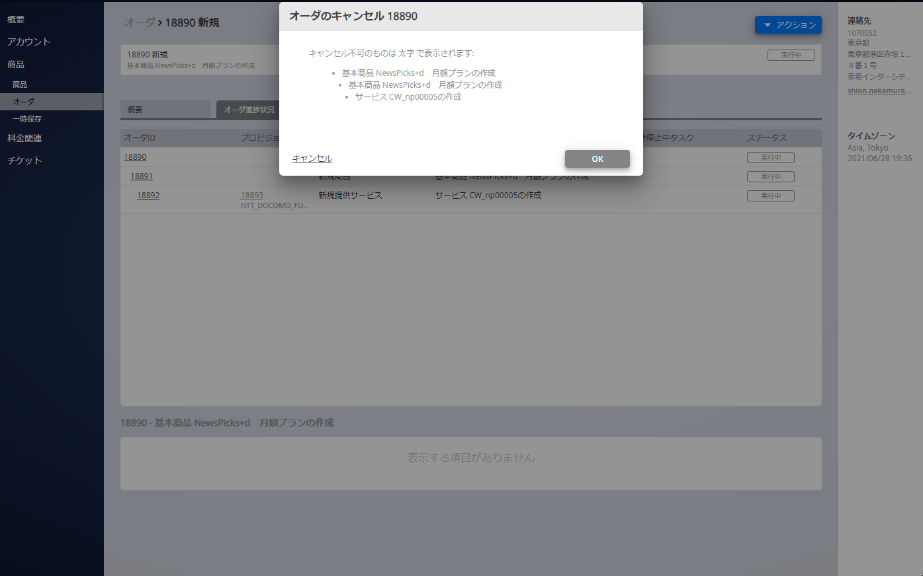 概要
アカウント
商品
商品
オーダ
一時保存
料金関連
チケット
オーダ › 18890 新規
アクション
18890 新規
基本商品 NewsPicks+d　月額プランの作成
実行中
概要
オーダ進捗状況
オーダID
プロビジョ
停止中タスク
ステータス
18890
実行中
18891
新規商品
基本商品 NewsPicks+d　月額プランの作成
実行中
18892
18893
NTT_DOCOMO_FU...
新規提供サービス
サービス CW_np00005の作成
実行中
18890 - 基本商品 NewsPicks+d　月額プランの作成
表示する項目がありません
オーダのキャンセル 18890
キャンセル不可のものは 太字 で表示されます:
• 基本商品 NewsPicks+d　月額プランの作成
• 基本商品 NewsPicks+d　月額プランの作成
• サービス CW_np00005の作成
キャンセル
OK
連絡先
1070052
東京都
東京都港区赤坂１...
８番１号
赤坂インターシテ...
shion.nakamura,...
タイムゾーン
Asia, Tokyo
2021/06/28 19:36